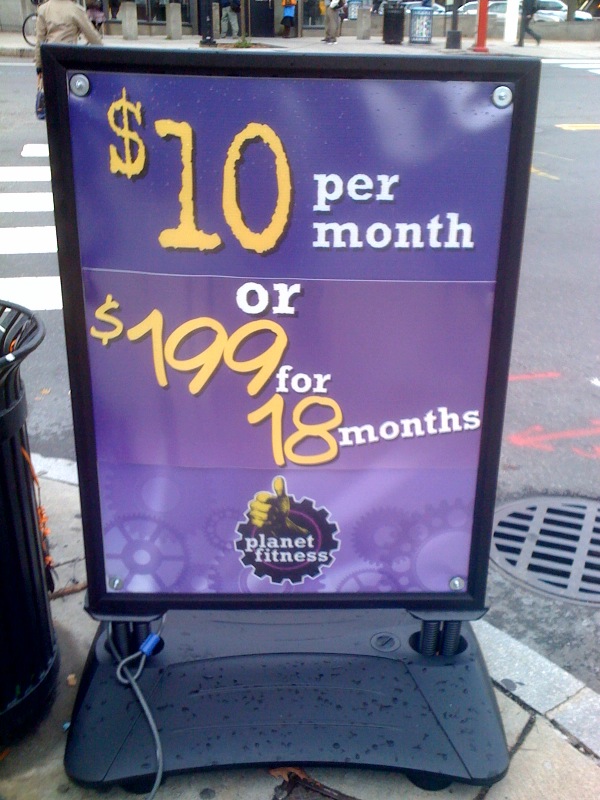 $10 per
month
or
$199 for
18 months
planet
fitness